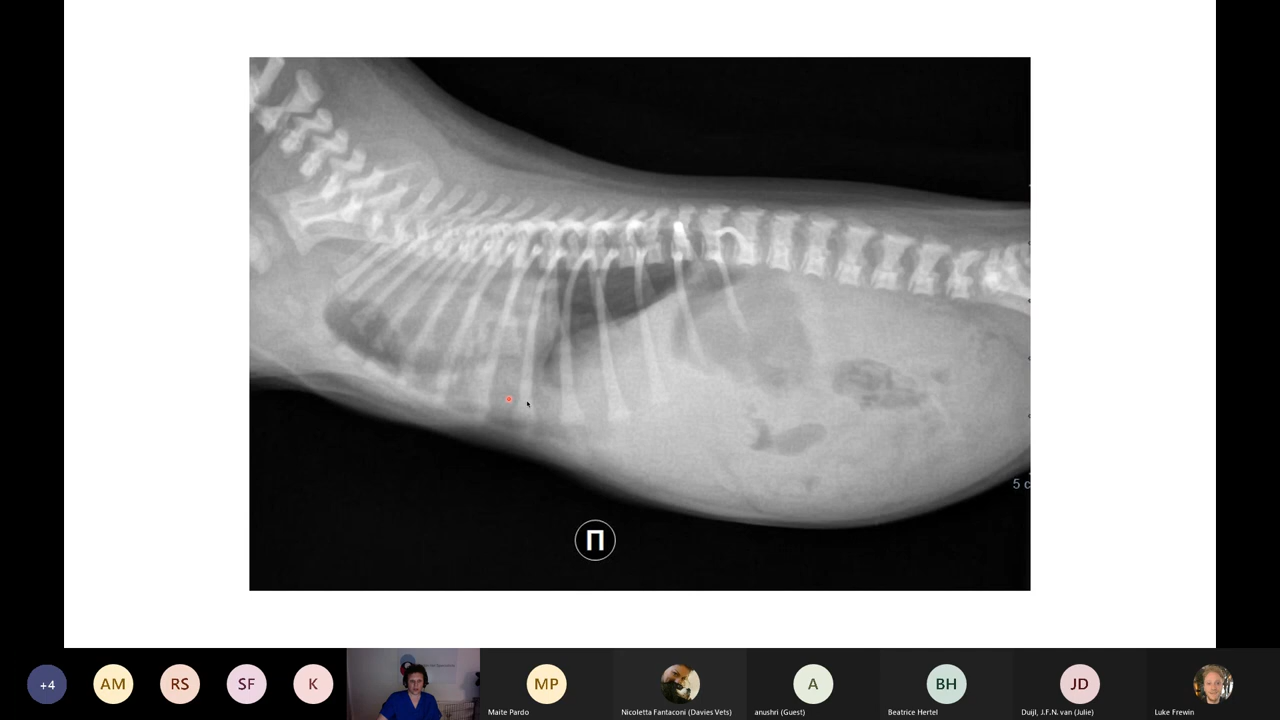 5 c
П
+4
AM
RS
SF
K
MP
A
BH
JD
Maite Pardo
Nicoletta Fantaconi (Davies Vets)
anushri (Guest)
Beatrice Hertel
Duijl, J.F.N. van (Julie)
Luke Frewin